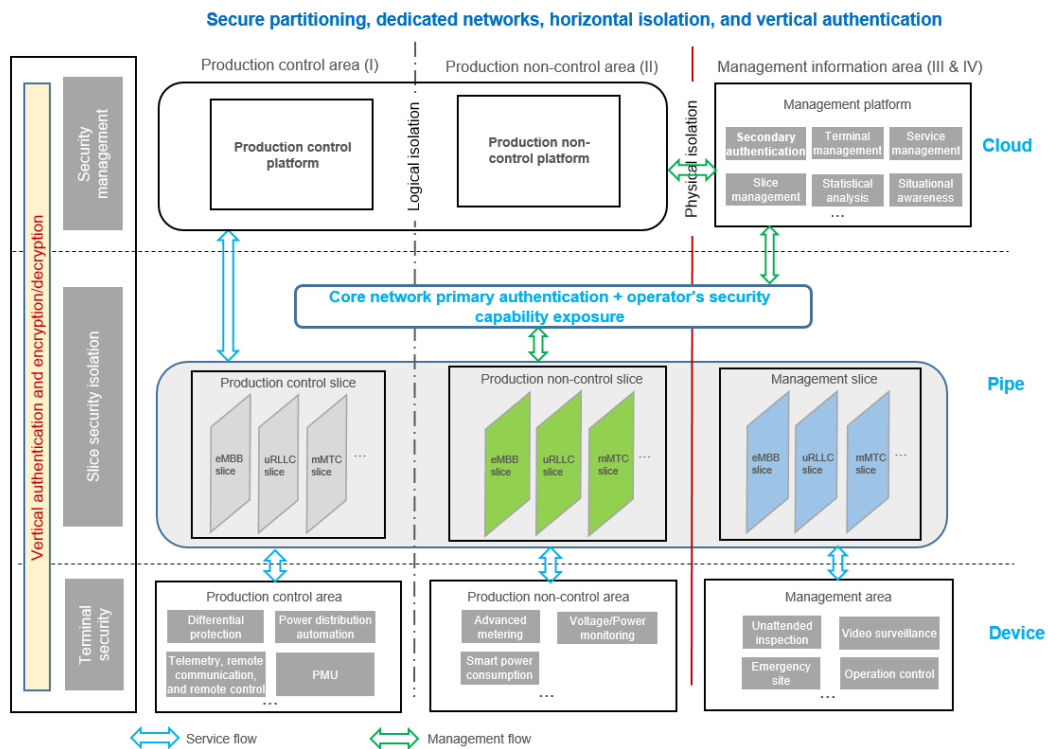 Secure partitioning, dedicated networks, horizontal isolation, and vertical authentication
Production control area (I)
Production non-control area (II)
Management information area (III & IV)
Vertical authentication and encryption/decryption
Security
management
Logical isolation
Physical isolation
Production control
platform
Production non-
control platform
Management platform
Secondary
authentication
Terminal
management
Service
management
Slice
management
Statistical
analysis
Situational
awareness
...
Cloud
Core network primary authentication + operator's security
capability exposure
Slice security isolation
Production control slice
eMBB
slice
uRLLC
slice
mMTC
slice
...
Production non-control slice
eMBB
slice
uRLLC
slice
mMTC
slice
...
Management slice
eMBB
slice
uRLLC
slice
mMTC
slice
...
Pipe
Terminal
security
Production control area
Differential
protection
Power distribution
automation
Telemetry, remote
communication,
and remote control
PMU
...
Production non-control area
Advanced
metering
Voltage/Power
monitoring
Smart power
consumption
...
Management area
Unattended
inspection
Video surveillance
Emergency
site
Operation control
...
Device
Service flow
Management flow